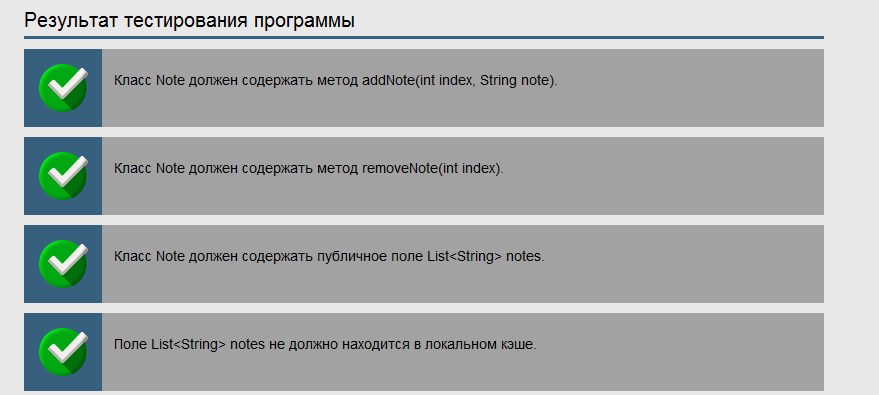 Результат тестирования программы
Класс Note должен содержать метод addNote(int index, String note).
Класс Note должен содержать метод removeNote(int index).
Класс Note должен содержать публичное поле List<String> notes.
Поле List<String> notes не должно находится в локальном кэше.